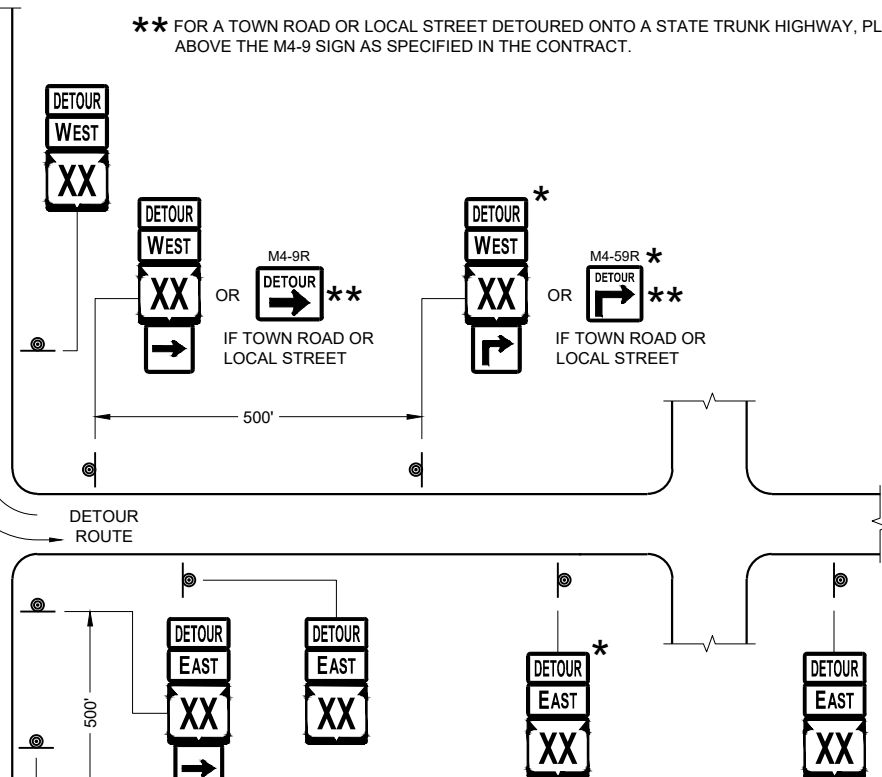 ** FOR A TOWN ROAD OR LOCAL STREET DETOURED ONTO A STATE TRUNK HIGHWAY, PL
ABOVE THE M4-9 SIGN AS SPECIFIED IN THE CONTRACT.
DETOUR
WEST
XX
DETOUR
WEST
XX
OR
M4-9R
DETOUR
**
IF TOWN ROAD OR
LOCAL STREET
DETOUR
*
WEST
XX
OR
M4-59R *
DETOUR
**
IF TOWN ROAD OR
LOCAL STREET
500'
DETOUR
ROUTE
500'
DETOUR
EAST
XX
DETOUR
EAST
XX
DETOUR
*
EAST
XX
DETOUR
EAST
XX